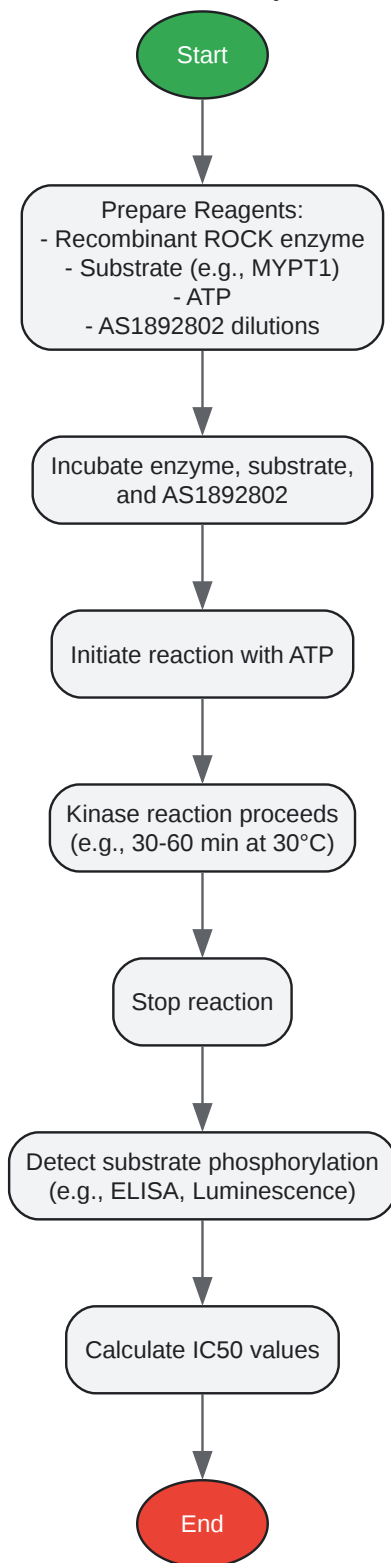 Start
Prepare Reagents:
- Recombinant ROCK enzyme
- Substrate (e.g., MYPT1)
- ATP
- AS1892802 dilutions
Incubate enzyme, substrate,
and AS1892802
Initiate reaction with ATP
Kinase reaction proceeds
(e.g., 30-60 min at 30°C)
Stop reaction
Detect substrate phosphorylation
(e.g., ELISA, Luminescence)
Calculate IC50 values
End